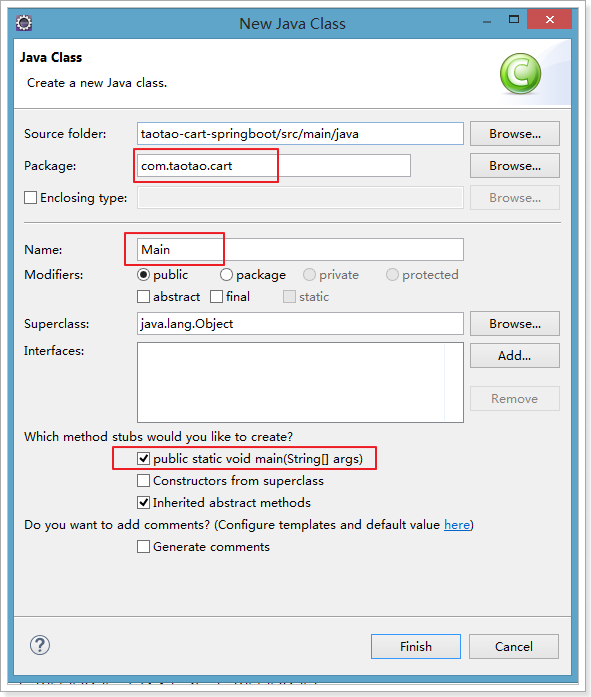 New Java Class
Java Class
Create a new Java class.
C
Source folder: taotao-cart-springboot/src/main/java Browse...
Package: com.taotao.cart Browse...
Enclosing type: Browse...
Name: Main
Modifiers: public package private protected
abstract final static
Superclass: java.lang.Object Browse...
Interfaces: Add...
Remove
Which method stubs would you like to create?
public static void main(String[] args)
Constructors from superclass
Inherited abstract methods
Do you want to add comments? (Configure templates and default value here)
Generate comments
? Finish Cancel